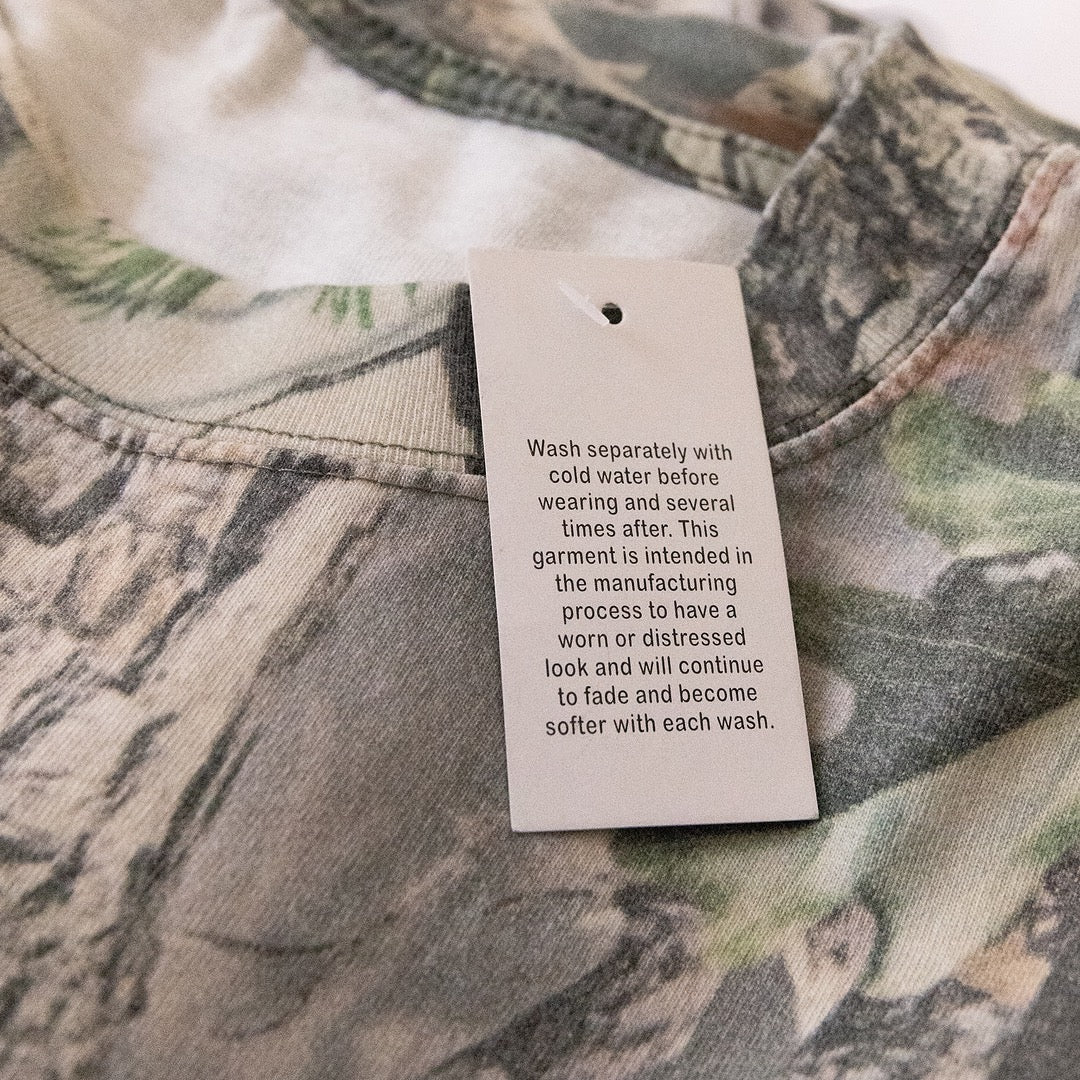 Wash separately with
cold water before
wearing and several
times after. This
garment is intended in
the manufacturing
process to have a
worn or distressed
look and will continue
to fade and become
softer with each wash.